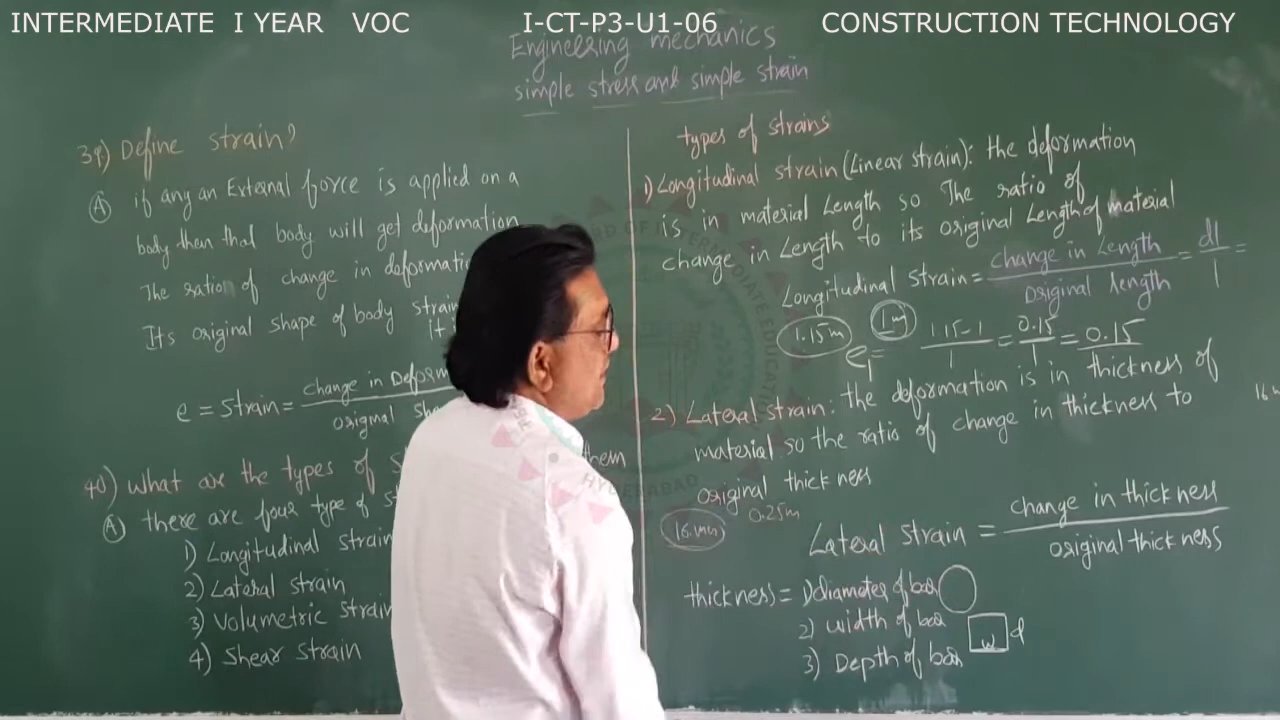 INTERMEDIATE I YEAR VOC I-CT-P3-U1-06 CONSTRUCTION TECHNOLOGY
Engineering mechanics
simple stress and simple strain
39) Define strain?
(A) if any an External force is applied on a
body then that body will get deformation
The ratio of change in deformatio
Its original shape of body strain
it i
e = Strain = change in Deform
original sha
40) what are the types of s them
(A) there are four type of st
1) Longitudinal strain
2) Lateral strain
3) Volumetric strain
4) Shear strain
types of strains
1) Longitudinal strain (Linear strain): the deformation
is in material Length so The ratio of
change in Length to its original Length of material
Longitudinal strain = change in Length = dl =
original length l
1.15m 1m
e = 1.15-1 = 0.15 = 0.15
1 1
2) Lateral strain: the deformation is in thickness of
material so the ratio of change in thickness to
original thickness
16mm 0.25m
Lateral strain = change in thickness
original thickness
thickness = 1) diameter of bar
2) width of bar
w d
3) Depth of bar
HYDERABAD